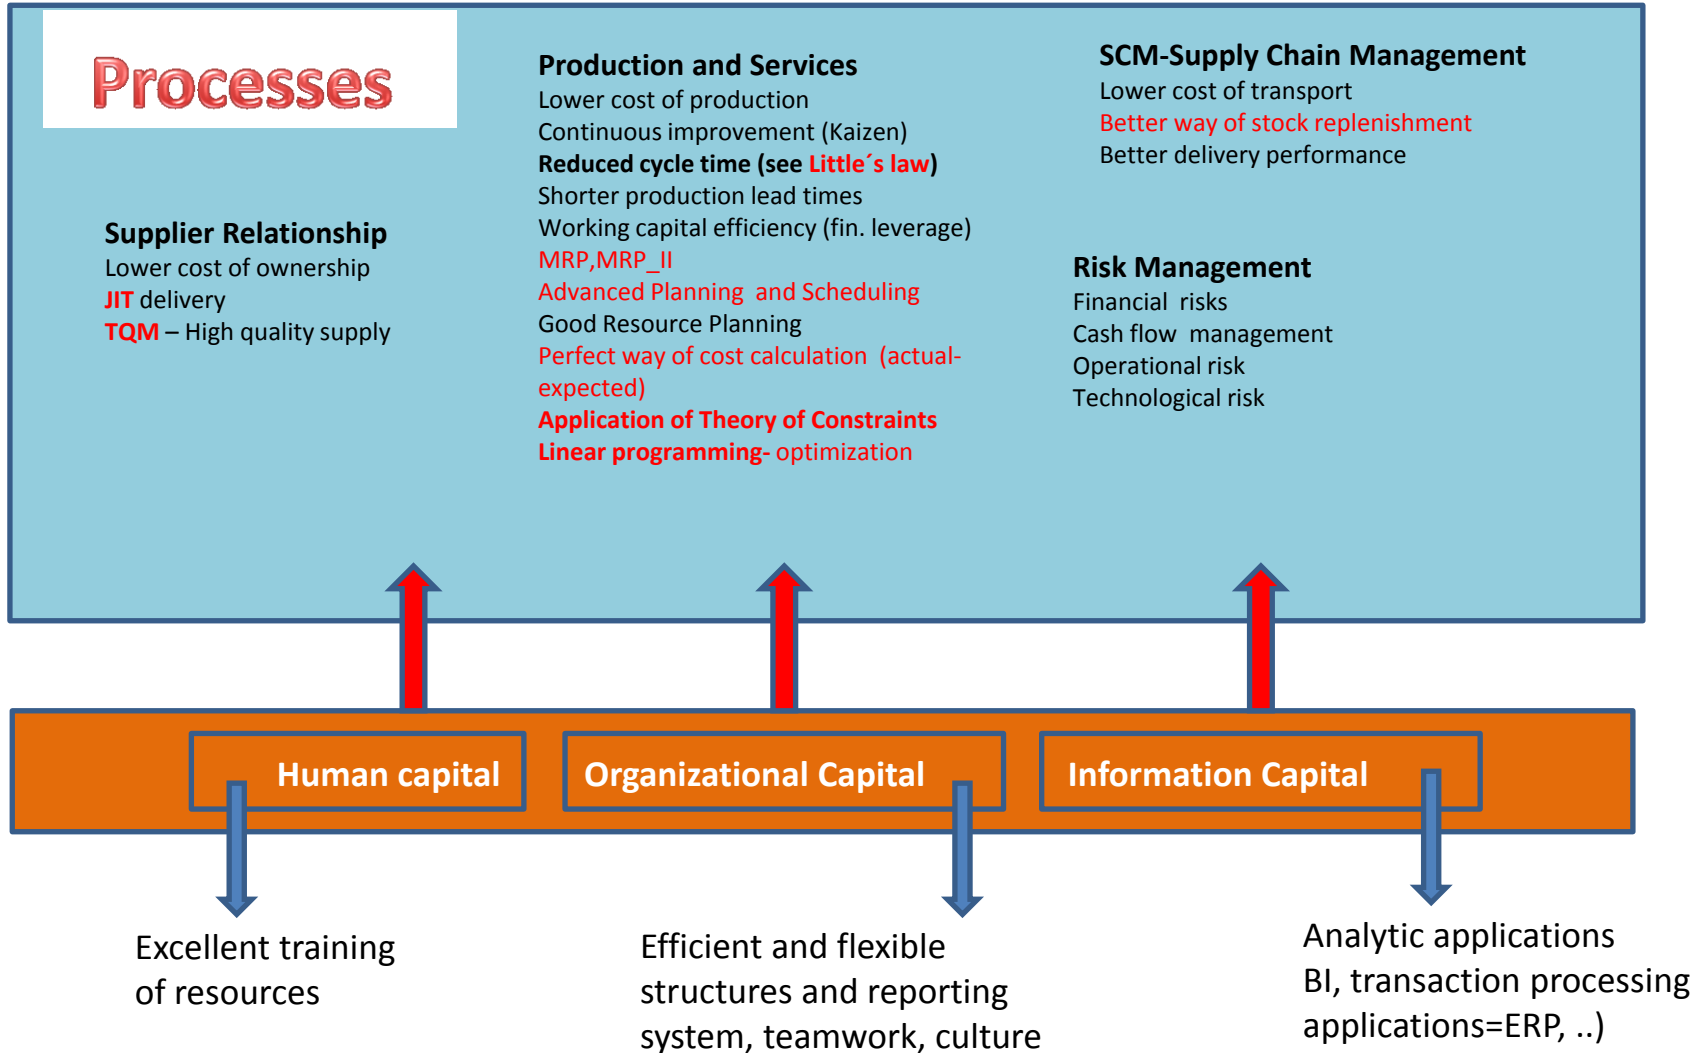 Processes
Supplier Relationship
Lower cost of ownership
JIT delivery
TQM – High quality supply
Production and Services
Lower cost of production
Continuous improvement (Kaizen)
Reduced cycle time (see Little´s law)
Shorter production lead times
Working capital efficiency (fin. leverage)
MRP,MRP_II
Advanced Planning and Scheduling
Good Resource Planning
Perfect way of cost calculation (actual-
expected)
Application of Theory of Constraints
Linear programming- optimization
SCM-Supply Chain Management
Lower cost of transport
Better way of stock replenishment
Better delivery performance
Risk Management
Financial risks
Cash flow management
Operational risk
Technological risk
Human capital
Organizational Capital
Information Capital
Excellent training
of resources
Efficient and flexible
structures and reporting
system, teamwork, culture
Analytic applications
BI, transaction processing
applications=ERP, ..)